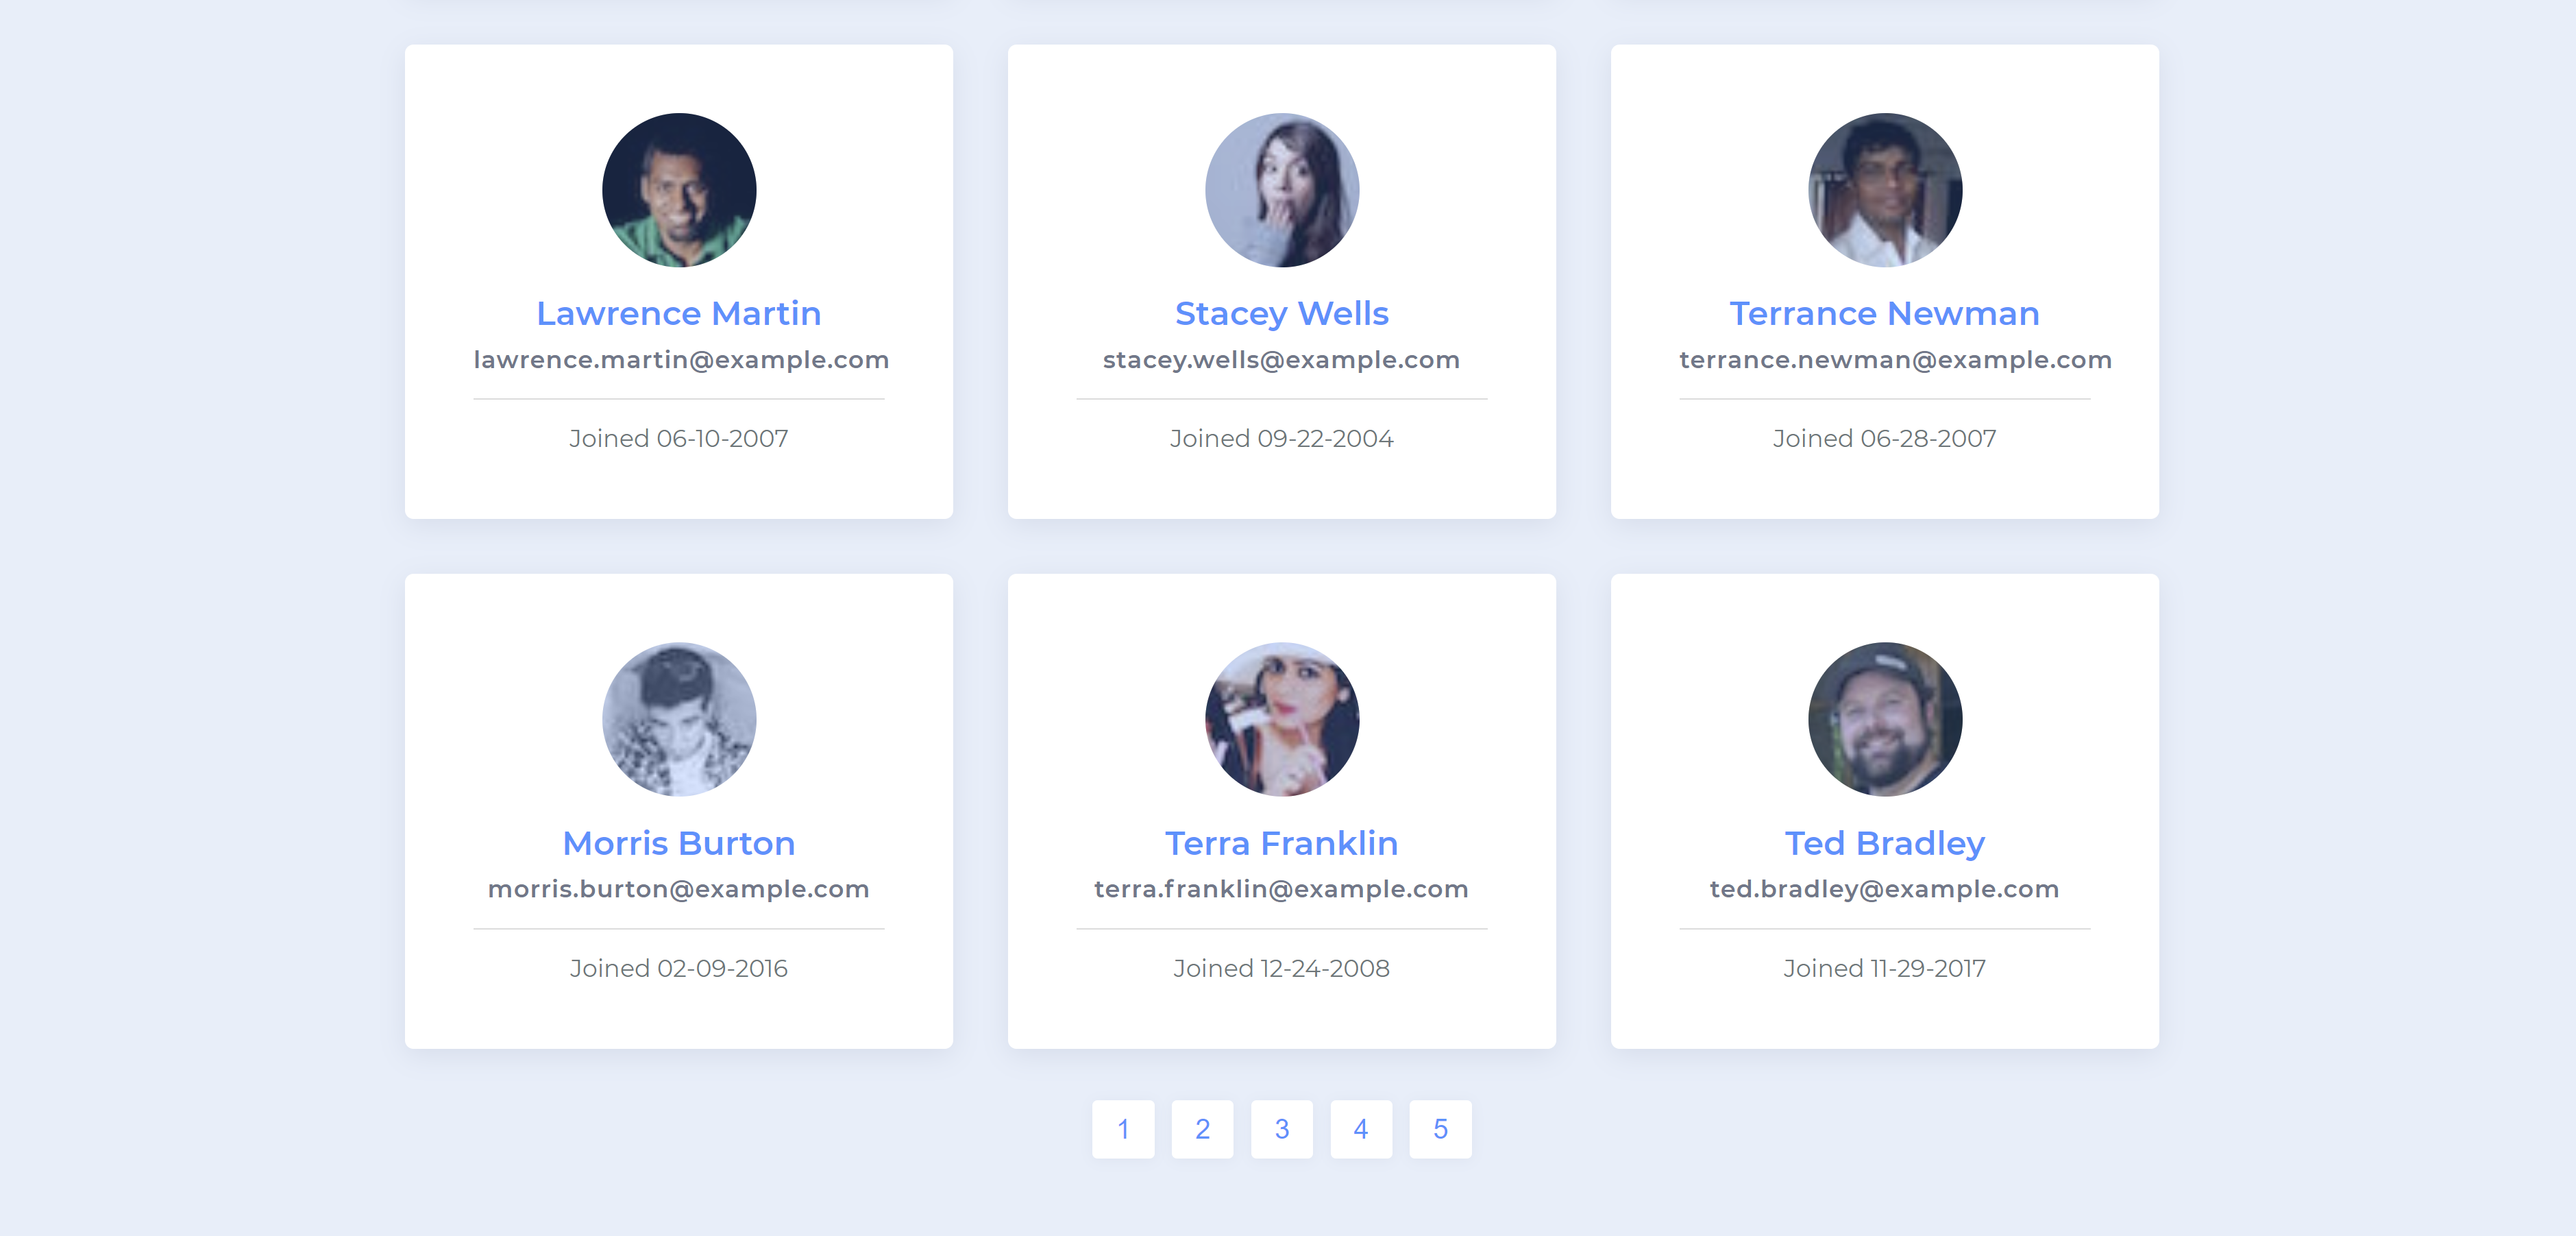 Lawrence Martin
lawrence.martin@example.com
Joined 06-10-2007
Stacey Wells
stacey.wells@example.com
Joined 09-22-2004
Terrance Newman
terrance.newman@example.com
Joined 06-28-2007
Morris Burton
morris.burton@example.com
Joined 02-09-2016
Terra Franklin
terra.franklin@example.com
Joined 12-24-2008
Ted Bradley
ted.bradley@example.com
Joined 11-29-2017
1 2 3 4 5